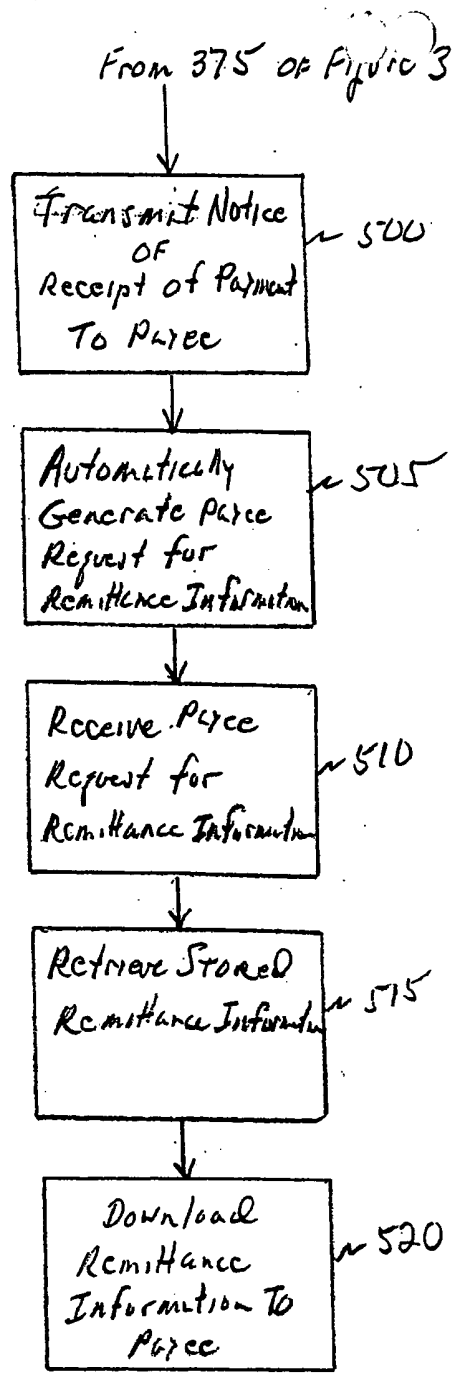 From 375 of Figure 3
Transmit Notice
OF
Receipt of Payment
To Payee
500
Automatically
Generate Payee
Request for
Remittance Information
505
Receive Payee
Request for
Remittance Information
510
Retrieve Stored
Remittance Information
515
Download
Remittance
Information To
Payee
520